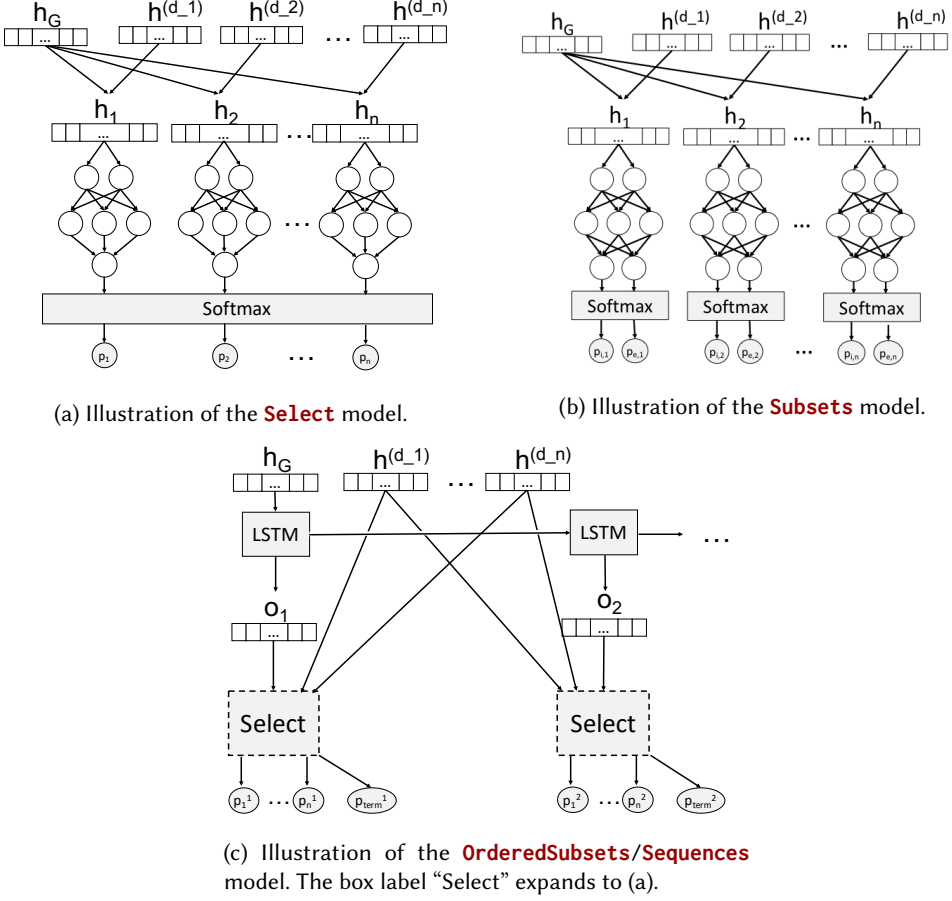 h_G h^(d_1) h^(d_2) ... h^(d_n)
... ... ... ...
h_1 h_2 ... h_n
... ... ...
...
Softmax
p_1 p_2 ... p_n
(a) Illustration of the Select model.
h_G h^(d_1) h^(d_2) ... h^(d_n)
... ... ... ...
h_1 h_2 ... h_n
... ... ...
...
Softmax Softmax Softmax
p_i,1 p_e,1 p_i,2 p_e,2 ... p_i,n p_e,n
(b) Illustration of the Subsets model.
h_G h^(d_1) ... h^(d_n)
... ... ...
LSTM LSTM ...
o_1 o_2
... ...
Select Select
p_1^1 ... p_n^1 p_term^1 p_1^2 ... p_n^2 p_term^2
(c) Illustration of the OrderedSubsets/Sequences
model. The box label “Select” expands to (a).